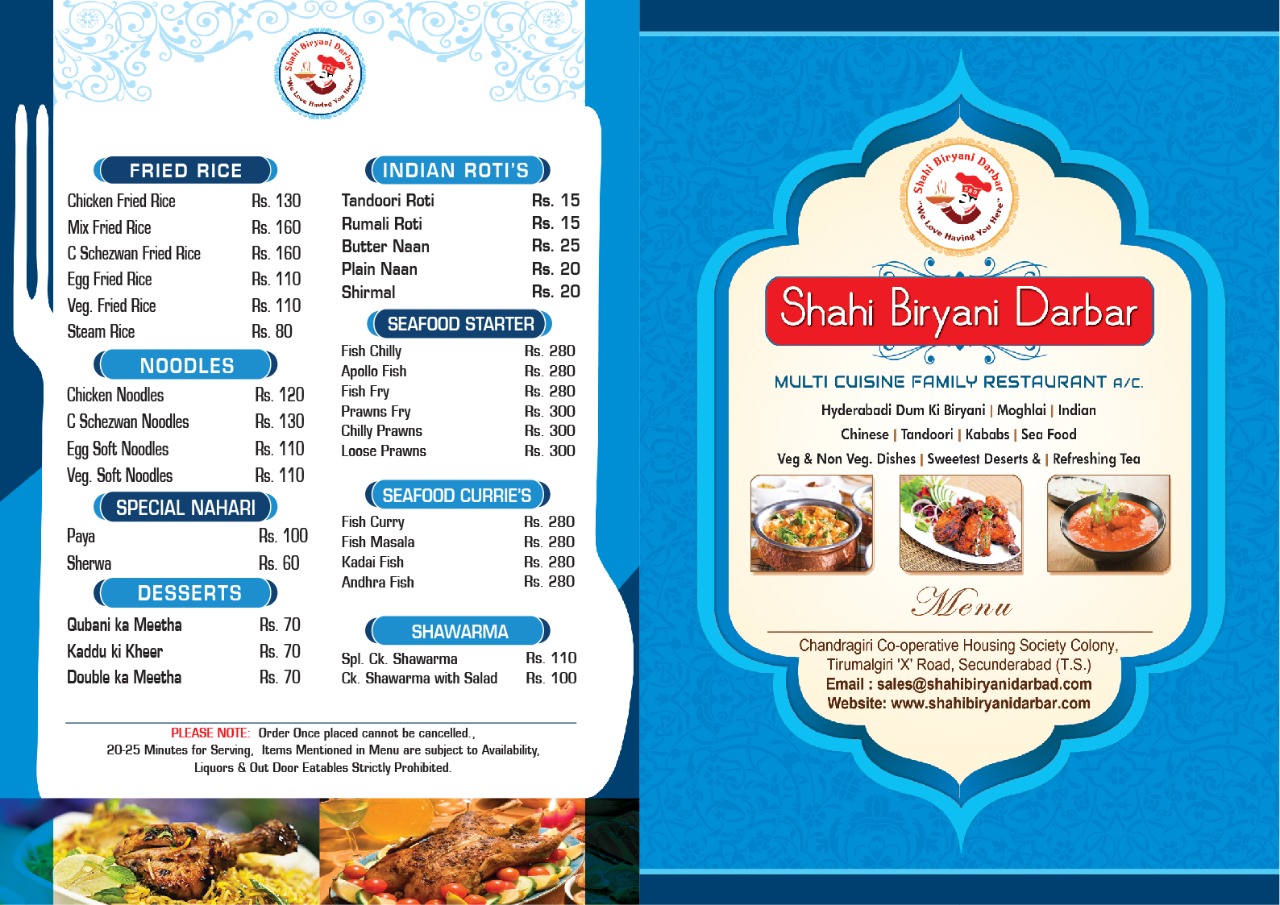 Shahi Biryani Darbar
"We Love Having You Here"
FRIED RICE
Chicken Fried Rice Rs. 130
Mix Fried Rice Rs. 160
C Schezwan Fried Rice Rs. 160
Egg Fried Rice Rs. 110
Veg. Fried Rice Rs. 110
Steam Rice Rs. 80
NOODLES
Chicken Noodles Rs. 120
C Schezwan Noodles Rs. 130
Egg Soft Noodles Rs. 110
Veg. Soft Noodles Rs. 110
SPECIAL NAHARI
Paya Rs. 100
Sherwa Rs. 60
DESSERTS
Qubani ka Meetha Rs. 70
Kaddu ki Kheer Rs. 70
Double ka Meetha Rs. 70
INDIAN ROTI'S
Tandoori Roti Rs. 15
Rumali Roti Rs. 15
Butter Naan Rs. 25
Plain Naan Rs. 20
Shirmal Rs. 20
SEAFOOD STARTER
Fish Chilly Rs. 280
Apollo Fish Rs. 280
Fish Fry Rs. 280
Prawns Fry Rs. 300
Chilly Prawns Rs. 300
Loose Prawns Rs. 300
SEAFOOD CURRIE'S
Fish Curry Rs. 280
Fish Masala Rs. 280
Kadai Fish Rs. 280
Andhra Fish Rs. 280
SHAWARMA
Spl. Ck. Shawarma Rs. 110
Ck. Shawarma with Salad Rs. 100
PLEASE NOTE: Order Once placed cannot be cancelled.,
20-25 Minutes for Serving, Items Mentioned in Menu are subject to Availability,
Liquors & Out Door Eatables Strictly Prohibited.
Shahi Biryani Darbar
"We Love Having You Here"
Shahi Biryani Darbar
MULTI CUISINE FAMILY RESTAURANT A/C.
Hyderabadi Dum Ki Biryani | Moghlai | Indian
Chinese | Tandoori | Kababs | Sea Food
Veg & Non Veg. Dishes | Sweetest Deserts & | Refreshing Tea
Menu
Chandragiri Co-operative Housing Society Colony,
Tirumalgiri 'X' Road, Secunderabad (T.S.)
Email : sales@shahibiryanidarbad.com
Website: www.shahibiryanidarbar.com